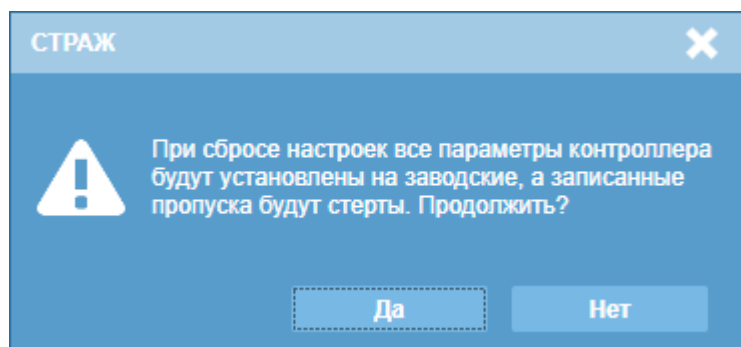 СТРАЖ
При сбросе настроек все параметры контроллера
будут установлены на заводские, а записанные
пропуска будут стерты. Продолжить?
Да
Нет